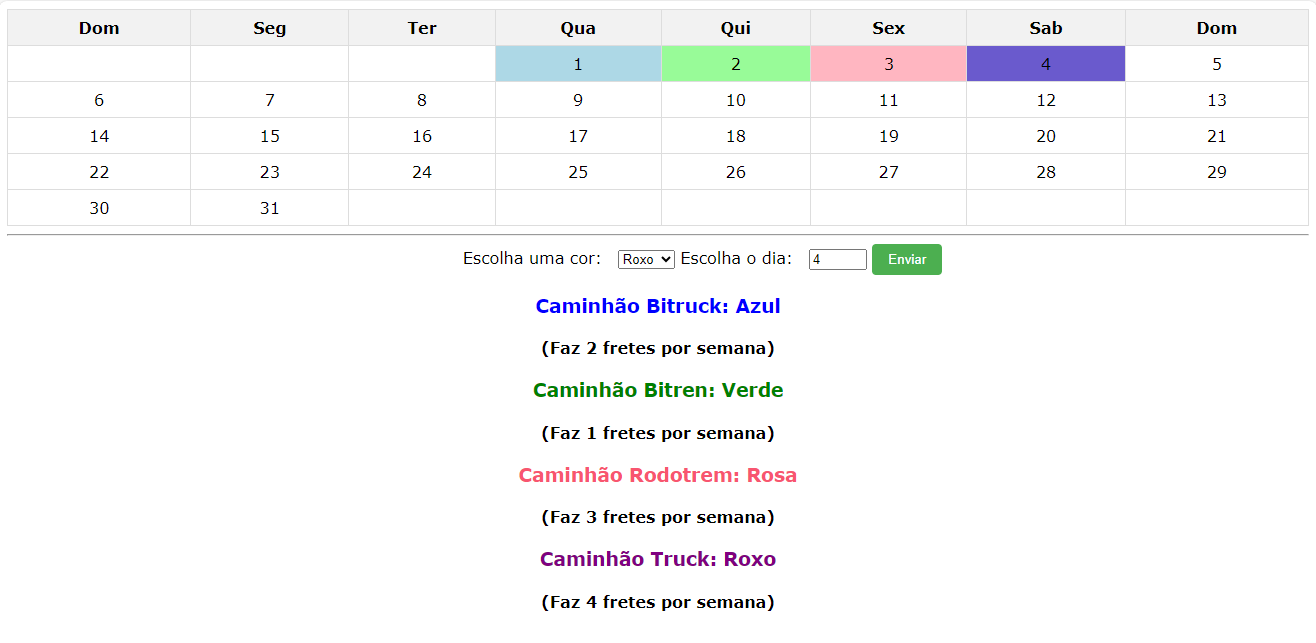 Dom Seg Ter Qua Qui Sex Sab Dom
1 2 3 4 5
6 7 8 9 10 11 12 13
14 15 16 17 18 19 20 21
22 23 24 25 26 27 28 29
30 31
Escolha uma cor: Roxo Escolha o dia: 4 Enviar
Caminhão Bitruck: Azul
(Faz 2 fretes por semana)
Caminhão Bitren: Verde
(Faz 1 fretes por semana)
Caminhão Rodotrem: Rosa
(Faz 3 fretes por semana)
Caminhão Truck: Roxo
(Faz 4 fretes por semana)